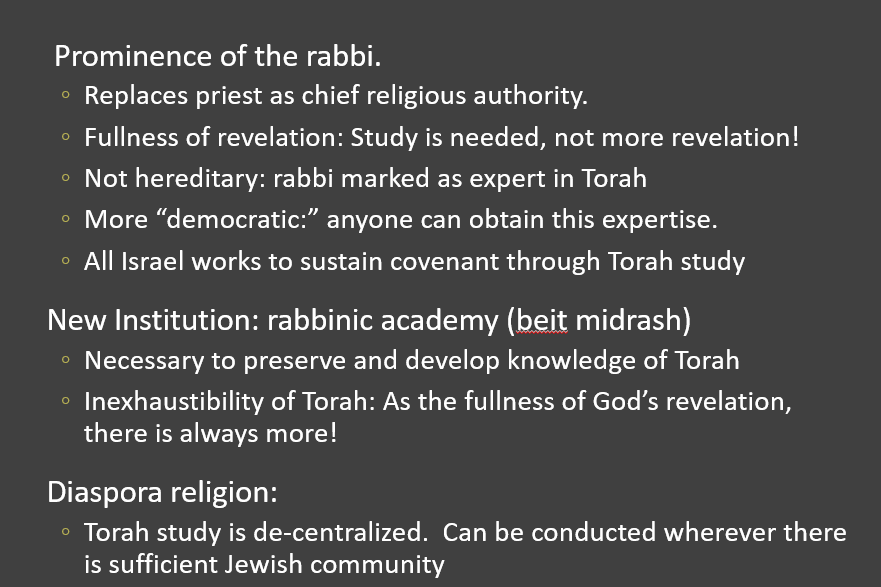 Prominence of the rabbi.
◦ Replaces priest as chief religious authority.
◦ Fullness of revelation: Study is needed, not more revelation!
◦ Not hereditary: rabbi marked as expert in Torah
◦ More “democratic:” anyone can obtain this expertise.
◦ All Israel works to sustain covenant through Torah study
New Institution: rabbinic academy (beit midrash)
◦ Necessary to preserve and develop knowledge of Torah
◦ Inexhaustibility of Torah: As the fullness of God’s revelation,
there is always more!
Diaspora religion:
◦ Torah study is de-centralized.  Can be conducted wherever there
is sufficient Jewish community